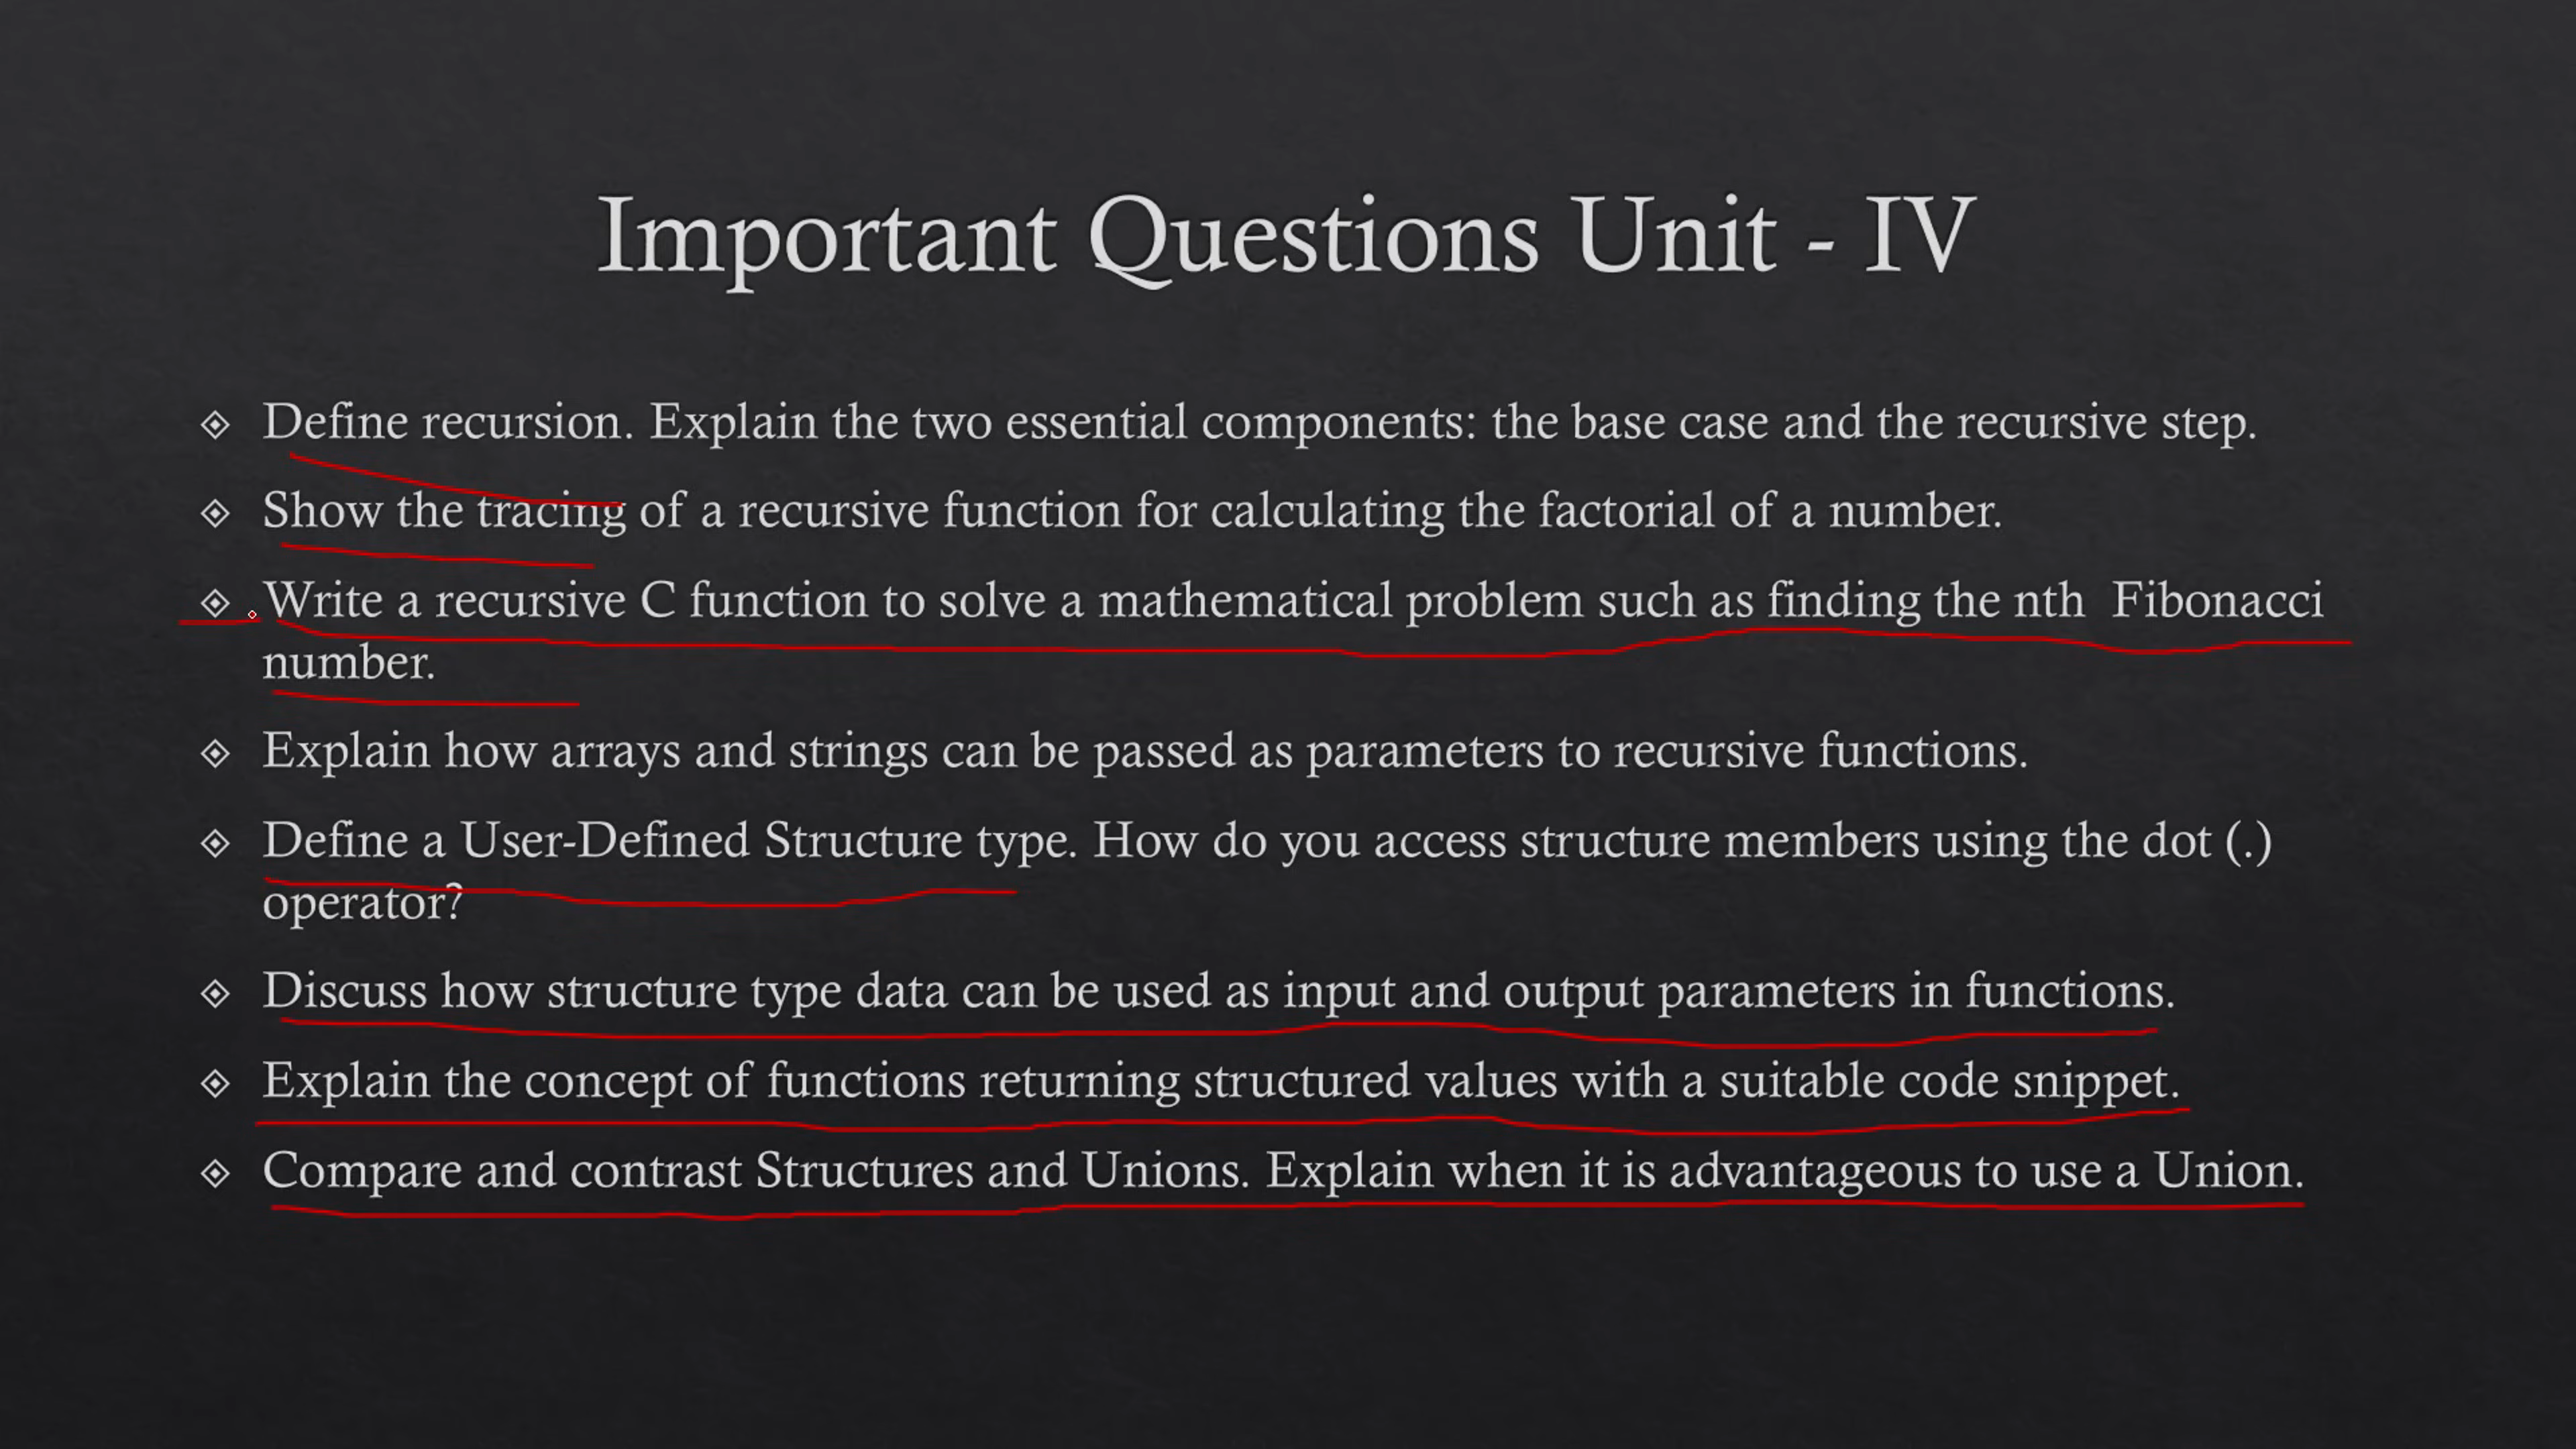 Important Questions Unit - IV
Define recursion. Explain the two essential components: the base case and the recursive step.
Show the tracing of a recursive function for calculating the factorial of a number.
Write a recursive C function to solve a mathematical problem such as finding the nth Fibonacci
number.
Explain how arrays and strings can be passed as parameters to recursive functions.
Define a User-Defined Structure type. How do you access structure members using the dot (.)
operator?
Discuss how structure type data can be used as input and output parameters in functions.
Explain the concept of functions returning structured values with a suitable code snippet.
Compare and contrast Structures and Unions. Explain when it is advantageous to use a Union.